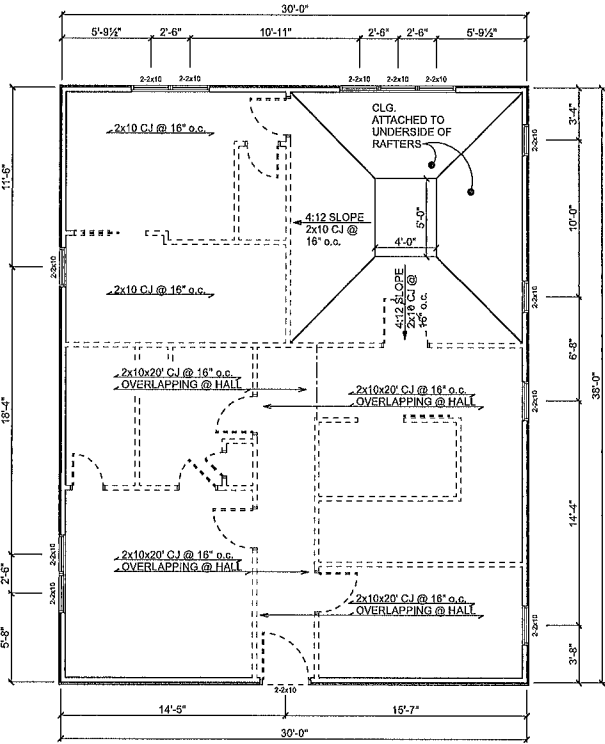 30'-0"
5'-9½"
2'-6"
10'-11"
2'-6"
2'-6"
5'-9½"
2-2x10
2-2x10
2-2x10
2-2x10
2-2x10
CLG.
ATTACHED TO
UNDERSIDE OF
RAFTERS
2x10 CJ @ 16" o.c.
4:12 SLOPE
2x10 CJ @
16" o.c.
5'-0"
4'-0"
4:12 SLOPE
2x10 CJ @
16" o.c.
2x10 CJ @ 16" o.c.
2x10x20' CJ @ 16" o.c.
OVERLAPPING @ HALL
2x10x20' CJ @ 16" o.c.
OVERLAPPING @ HALL
2x10x20' CJ @ 16" o.c.
OVERLAPPING @ HALL
2x10x20' CJ @ 16" o.c.
OVERLAPPING @ HALL
11'-6"
18'-4"
2'-6"
5'-8"
2-2x10
2-2x10
2-2x10
2-2x10
2-2x10
2-2x10
2-2x10
3'-4"
10'-0"
6'-8"
14'-4"
3'-8"
38'-0"
2-2x10
14'-5"
15'-7"
30'-0"